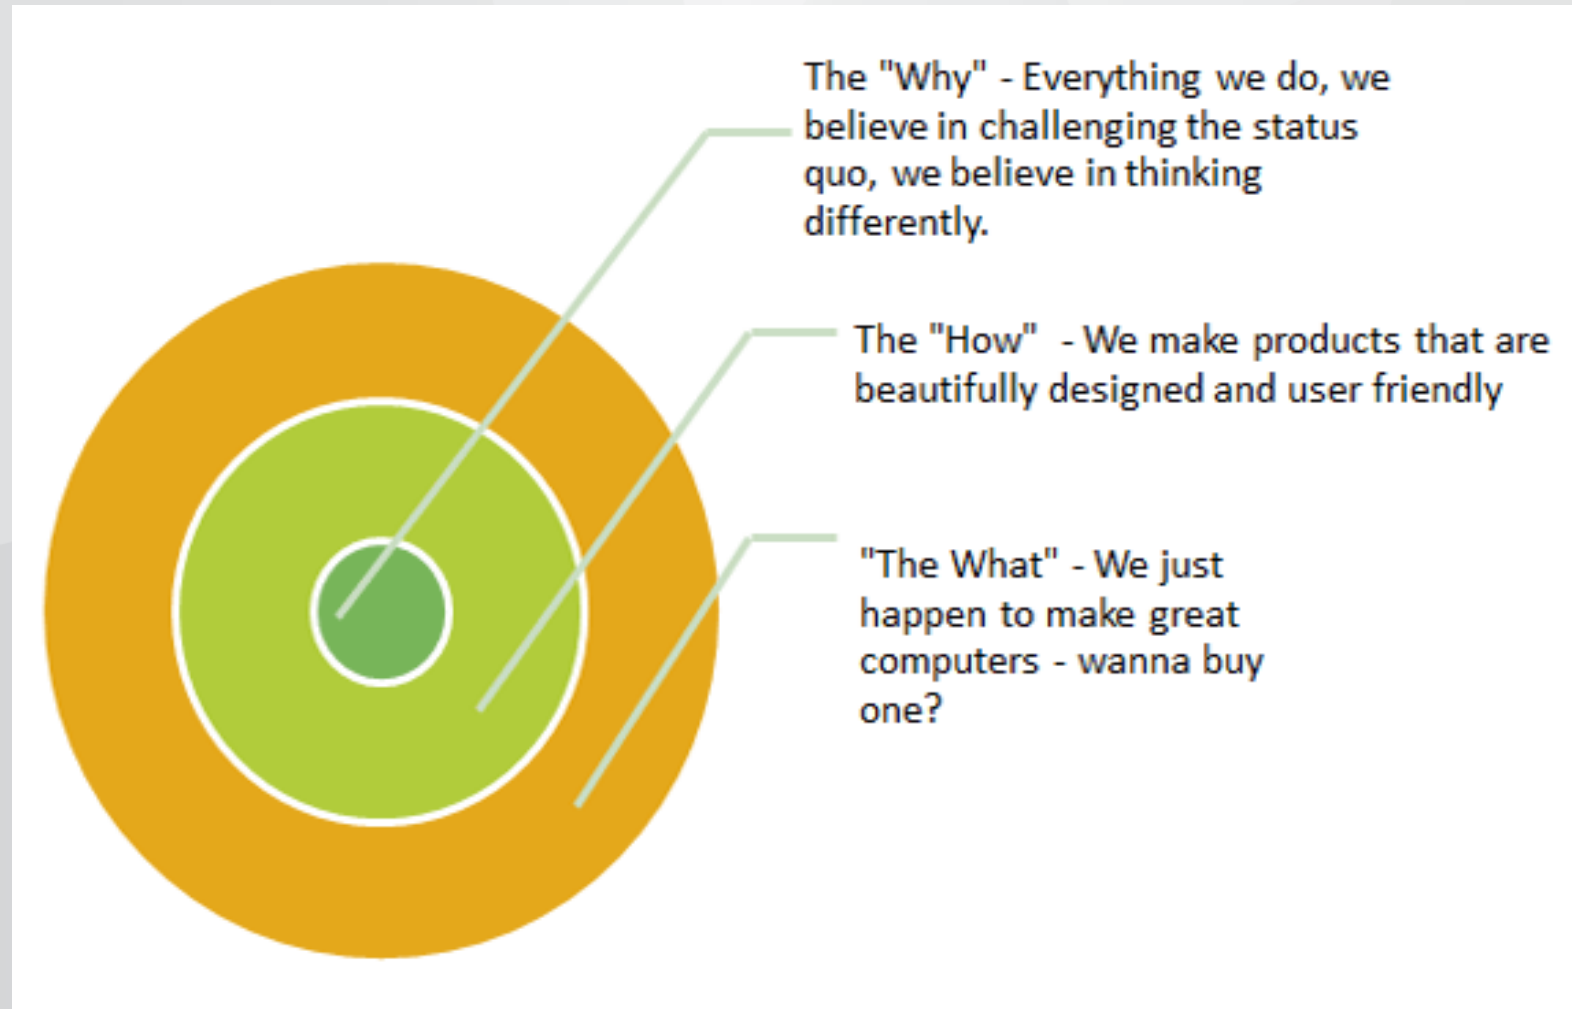 The "Why" - Everything we do, we
believe in challenging the status
quo, we believe in thinking
differently.
The "How" - We make products that are
beautifully designed and user friendly
"The What" - We just
happen to make great
computers - wanna buy
one?